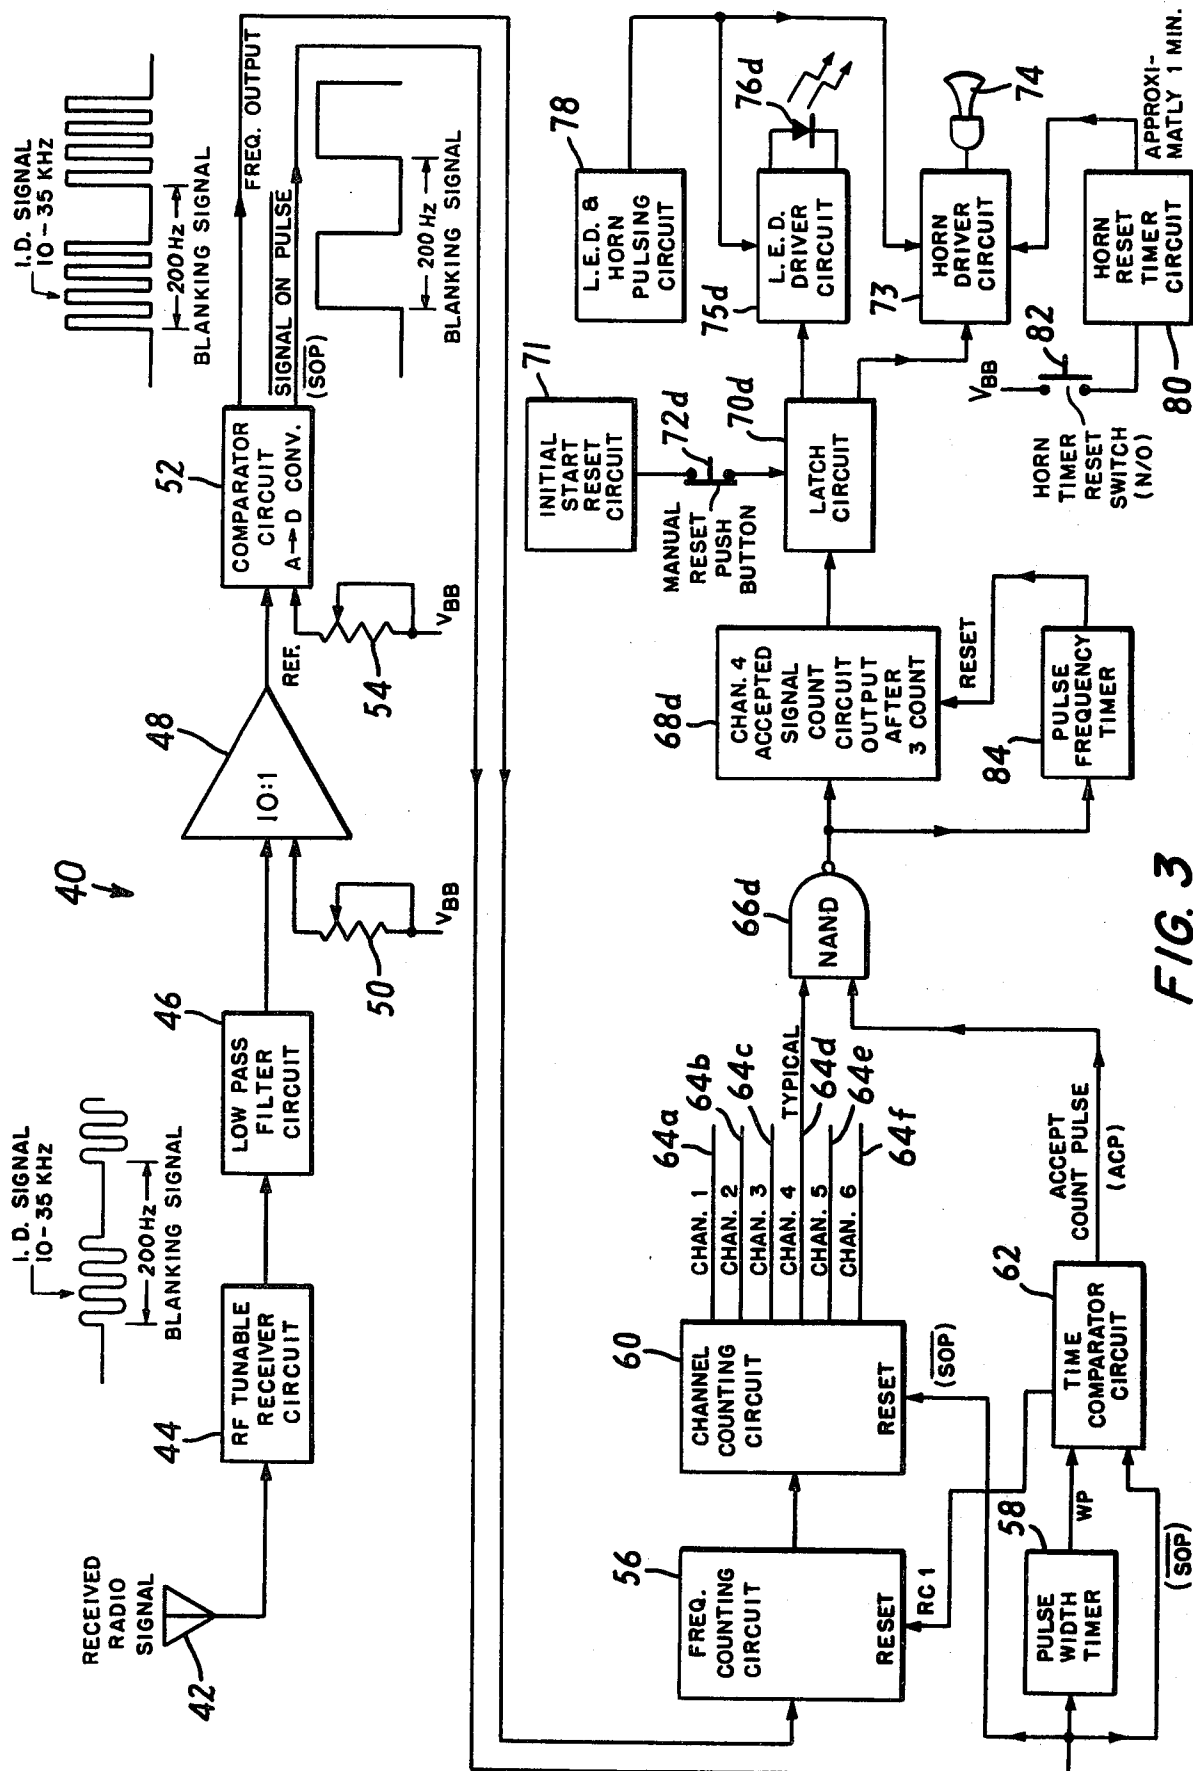 40
RECEIVED
RADIO
SIGNAL
42
44
RF TUNABLE
RECEIVER
CIRCUIT
I.D. SIGNAL
10-35 KHz
200Hz
BLANKING SIGNAL
46
LOW PASS
FILTER
CIRCUIT
50
VBB
48
10:1
REF.
54
VBB
52
COMPARATOR
CIRCUIT
A→D CONV.
I.D. SIGNAL
10-35 KHz
200Hz
BLANKING SIGNAL
FREQ. OUTPUT
SIGNAL ON PULSE
(SOP)
200 Hz
BLANKING SIGNAL
56
FREQ.
COUNTING
CIRCUIT
RESET
RC1
58
PULSE
WIDTH
TIMER
WP
(SOP)
60
CHANNEL
COUNTING
CIRCUIT
RESET
(SOP)
62
TIME
COMPARATOR
CIRCUIT
ACCEPT
COUNT PULSE
(ACP)
CHAN. 1
64a
CHAN. 2
64b
CHAN. 3
64c
CHAN. 4
TYPICAL
64d
CHAN. 5
64e
CHAN. 6
64f
66d
NAND
68d
CHAN. 4
ACCEPTED
SIGNAL
COUNT
CIRCUIT
OUTPUT
AFTER
3 COUNT
RESET
84
PULSE
FREQUENCY
TIMER
71
INITIAL
START
RESET
CIRCUIT
72d
MANUAL
RESET
PUSH
BUTTON
70d
LATCH
CIRCUIT
78
L.E.D. &
HORN
PULSING
CIRCUIT
75d
L.E.D.
DRIVER
CIRCUIT
76d
73
HORN
DRIVER
CIRCUIT
74
VBB
82
HORN
TIMER
RESET
SWITCH
(N/O)
80
HORN
RESET
TIMER
CIRCUIT
APPROXI-
MATLY 1 MIN.
FIG. 3